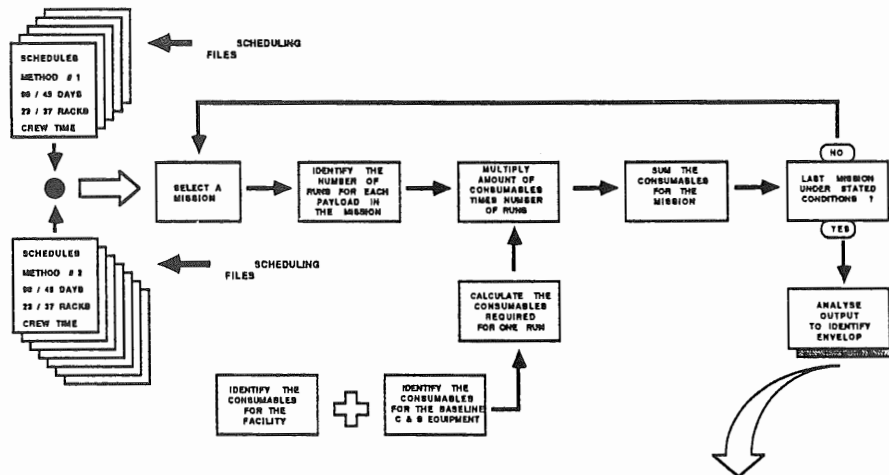 SCHEDULES
METHOD # 1
90 / 45 DAYS
23 / 37 RACKS
CREW TIME
SCHEDULING
FILES
SELECT A
MISSION
IDENTIFY THE
NUMBER OF
RUNS FOR EACH
PAYLOAD IN
THE MISSION
MULTIPLY
AMOUNT OF
CONSUMABLES
TIMES NUMBER
OF RUNS
SUM THE
CONSUMABLES
FOR THE
MISSION
NO
LAST MISSION
UNDER STATED
CONDITIONS ?
YES
SCHEDULES
METHOD # 2
90 / 45 DAYS
23 / 37 RACKS
CREW TIME
SCHEDULING
FILES
CALCULATE THE
CONSUMABLES
REQUIRED
FOR ONE RUN
ANALYSE
OUTPUT
TO IDENTIFY
ENVELOP
IDENTIFY THE
CONSUMABLES
FOR THE
FACILITY
IDENTIFY THE
CONSUMABLES
FOR THE BASELINE
C & S EQUIPMENT